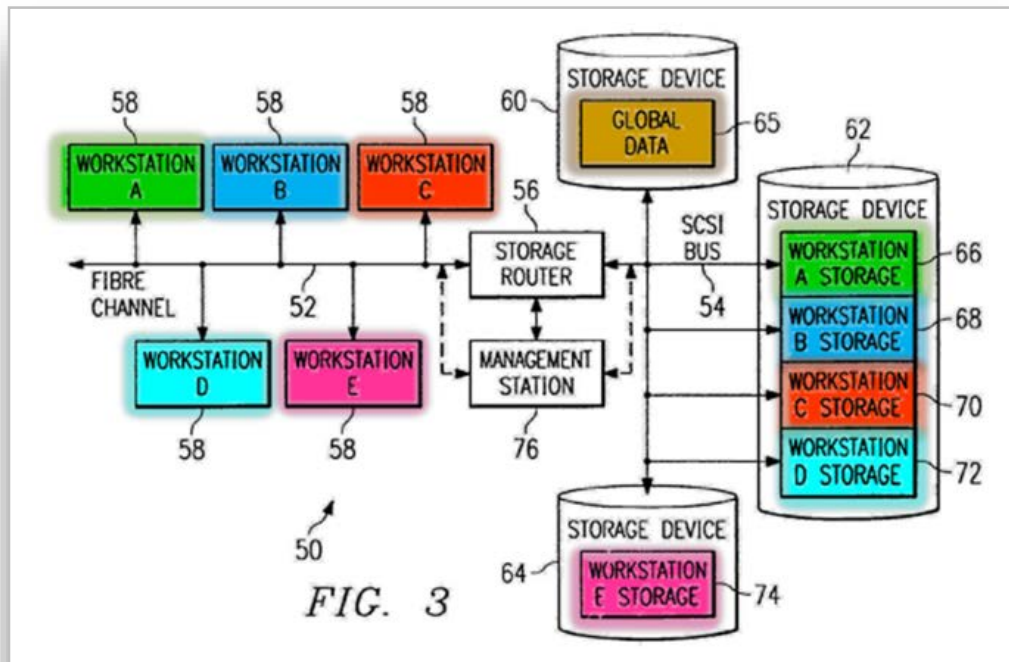 58
58
58
WORKSTATION
A
WORKSTATION
B
WORKSTATION
C
FIBRE
CHANNEL
52
WORKSTATION
D
WORKSTATION
E
58
58
56
STORAGE
ROUTER
MANAGEMENT
STATION
76
60
STORAGE DEVICE
GLOBAL
DATA
65
SCSI
BUS
54
62
STORAGE DEVICE
WORKSTATION
A STORAGE
66
WORKSTATION
B STORAGE
68
WORKSTATION
C STORAGE
70
WORKSTATION
D STORAGE
72
64
STORAGE DEVICE
WORKSTATION
E STORAGE
74
50
FIG. 3